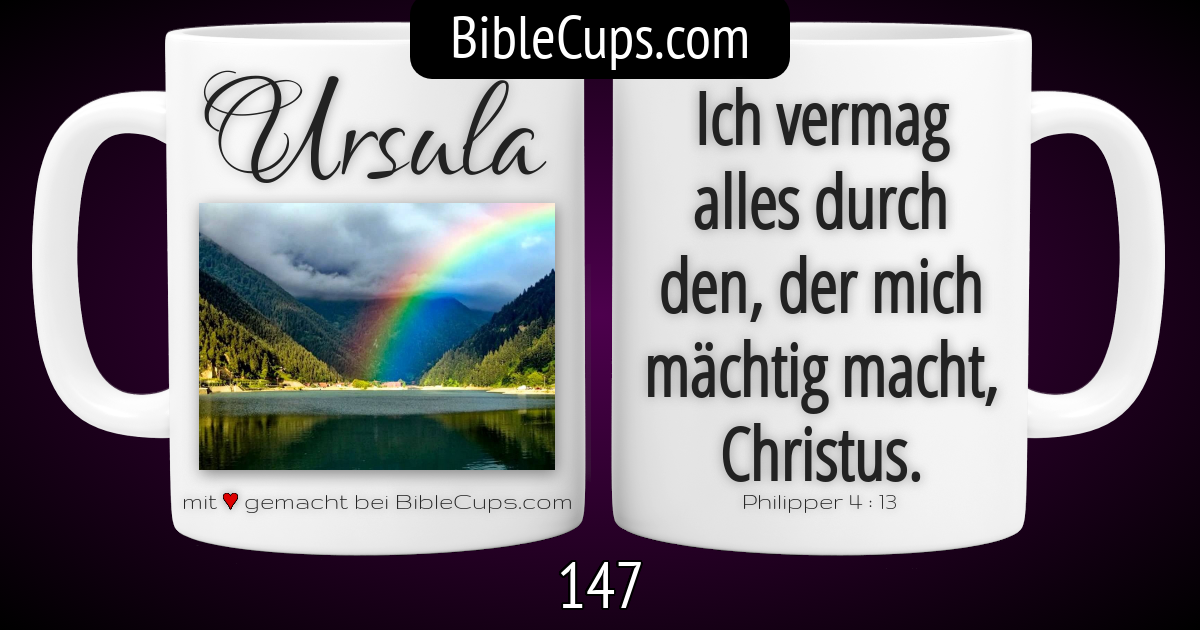 BibleCups.com
Ursula
mit ♥ gemacht bei BibleCups.com
Ich vermag
alles durch
den, der mich
mächtig macht,
Christus.
Philipper 4 : 13
147